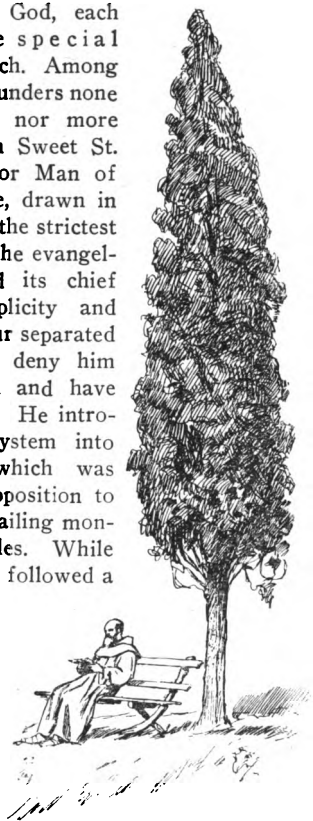 God, each
special
ch. Among
unders none
nor more
Sweet St.
or Man of
e, drawn in
the strictest
he evangel-
its chief
plicity and
ur separated
deny him
and have
He intro-
ystem into
which was
pposition to
ailing mon-
les. While
followed a